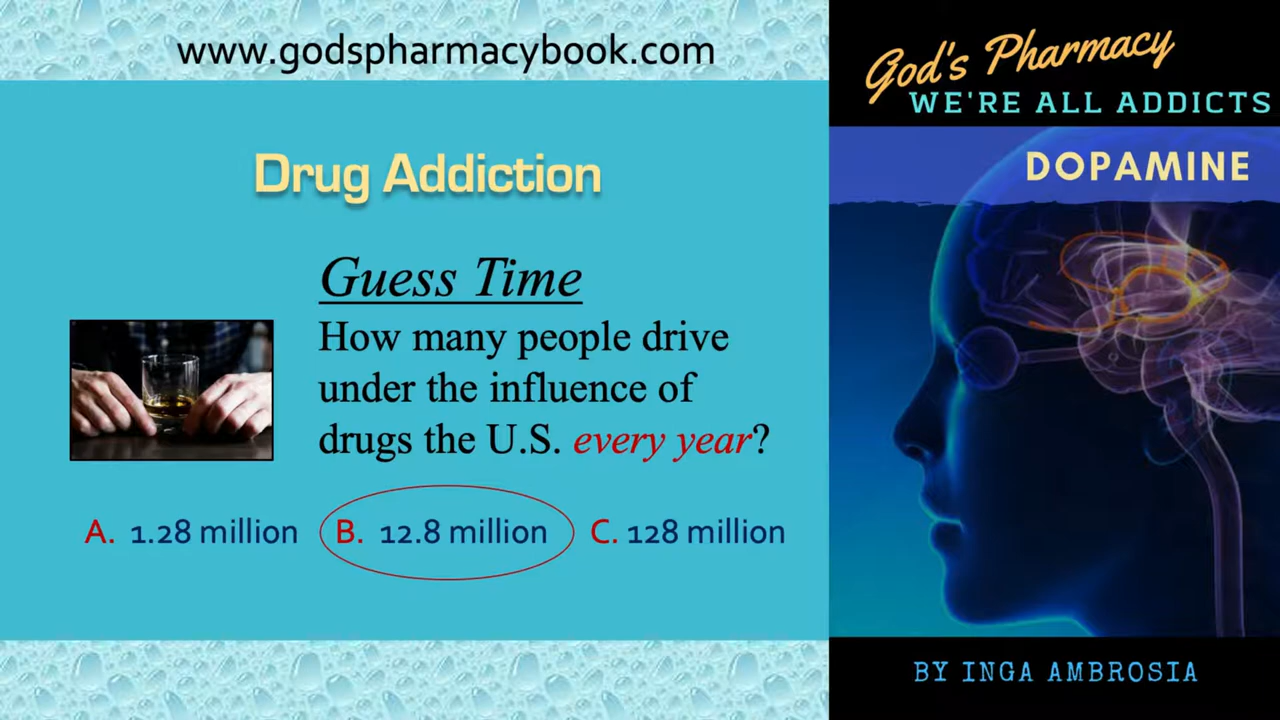 www.godspharmacybook.com
Drug Addiction
Guess Time
How many people drive
under the influence of
drugs the U.S. every year?
A. 1.28 million B. 12.8 million C. 128 million
God's Pharmacy
WE'RE ALL ADDICTS
DOPAMINE
BY INGA AMBROSIA